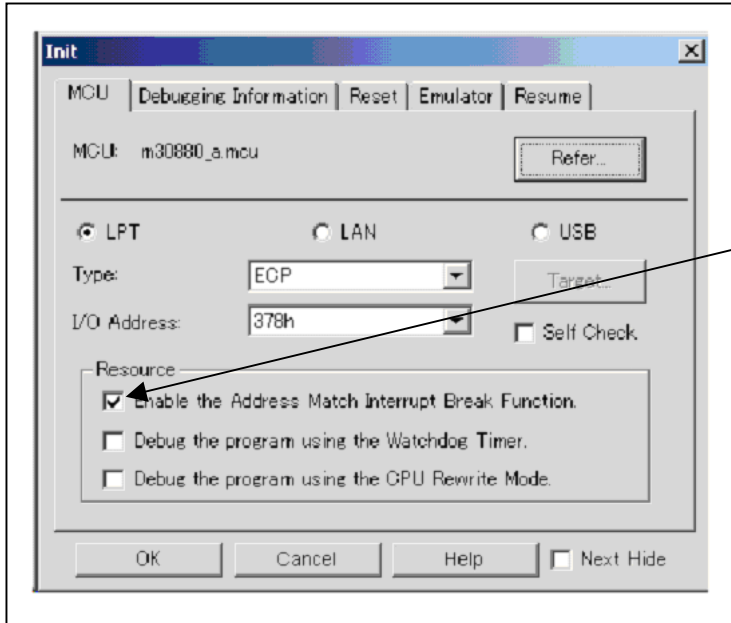 Init
MCU Debugging Information Reset Emulator Resume
MCU: m30880_a.mcu Refer...
LPT LAN USB
Type: ECP Target...
I/O Address: 378h Self Check.
Resource
Enable the Address Match Interrupt Break Function.
Debug the program using the Watchdog Timer.
Debug the program using the CPU Rewrite Mode.
OK Cancel Help Next Hide